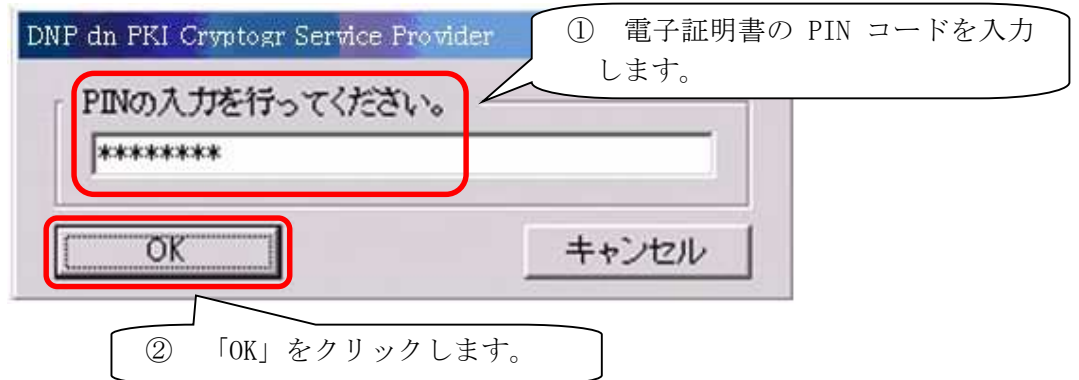 DNP dn PKI Cryptogr Service Provider
① 電子証明書の PIN コードを入力
します。
PINの入力を行ってください。
********
OK
キャンセル
② 「OK」をクリックします。